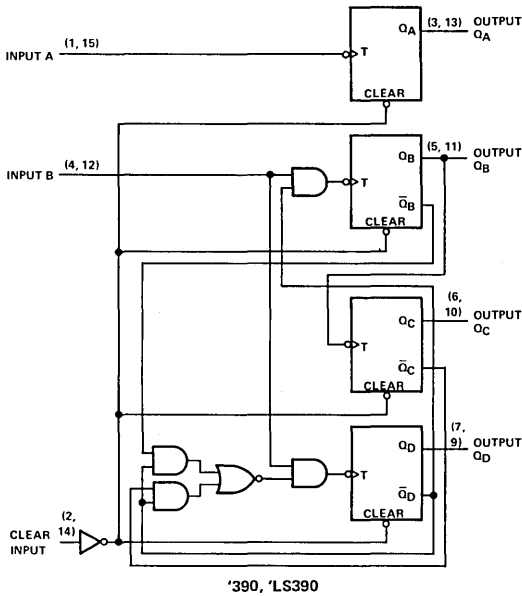 QA (3, 13) OUTPUT
QA
(1, 15)
INPUT A
T
CLEAR
QB (5, 11) OUTPUT
QB
(4, 12)
INPUT B
T
Q̅B
CLEAR
(6,
QC 10) OUTPUT
QC
T
Q̅C
CLEAR
(7,
QD 9) OUTPUT
QD
T
Q̅D
(2,
CLEAR 14)
INPUT
CLEAR
'390, 'LS390